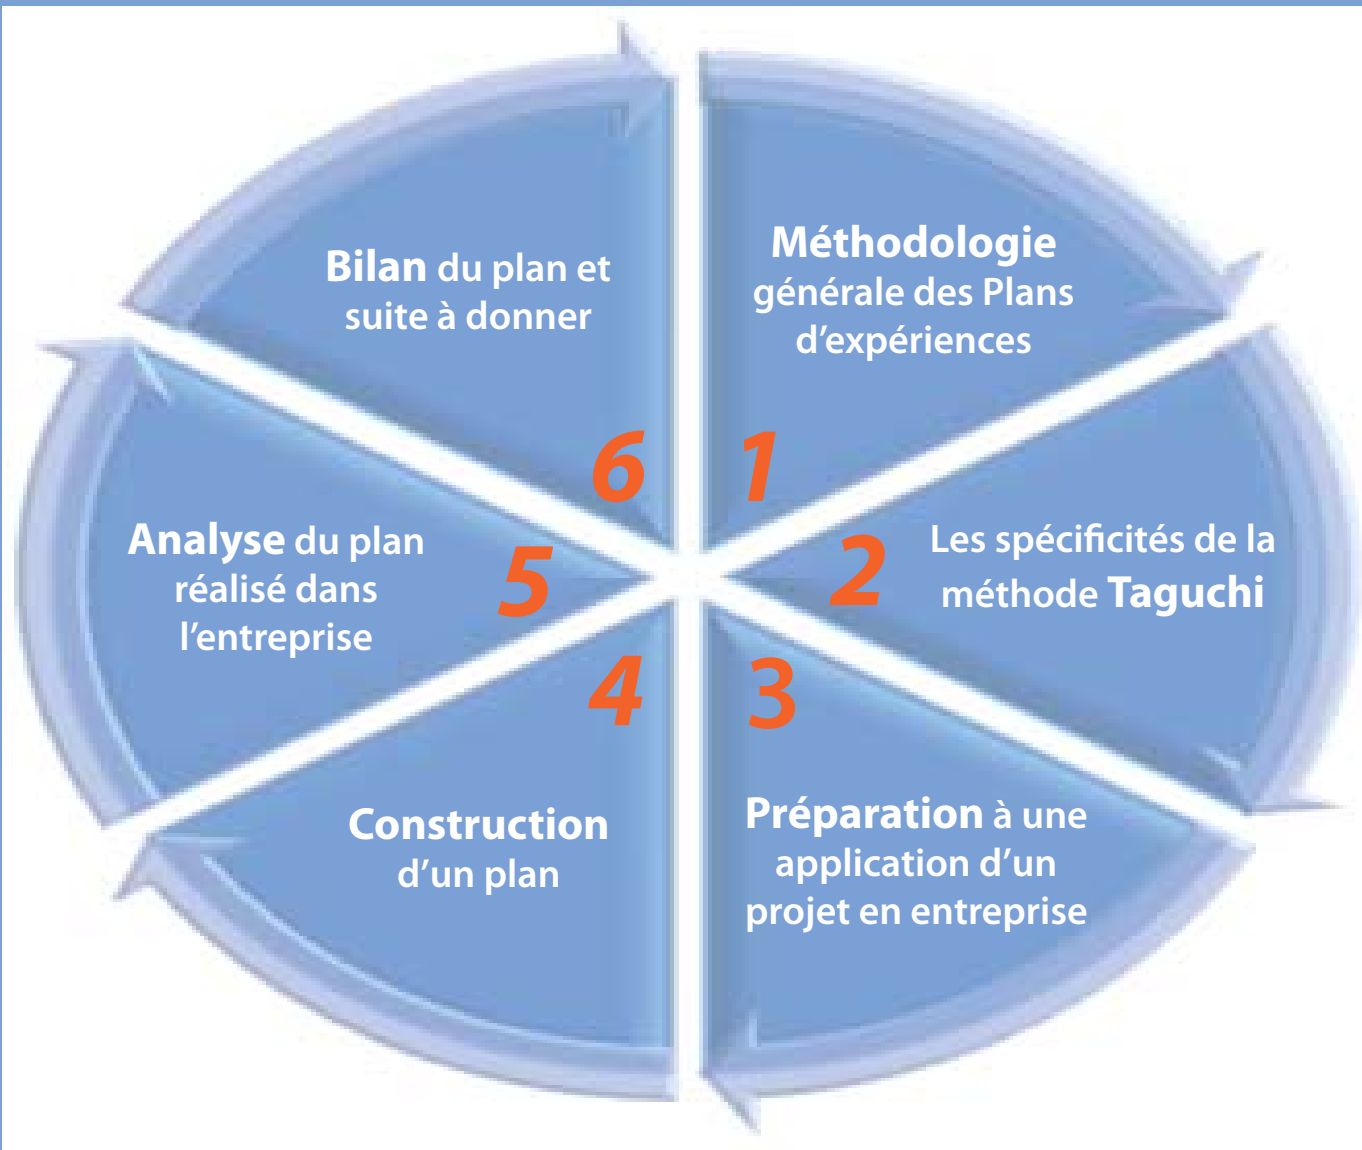 1
Méthodologie
générale des Plans
d’expériences
2
Les spécificités de la
méthode Taguchi
3
Préparation à une
application d’un
projet en entreprise
4
Construction
d’un plan
5
Analyse du plan
réalisé dans
l’entreprise
6
Bilan du plan et
suite à donner